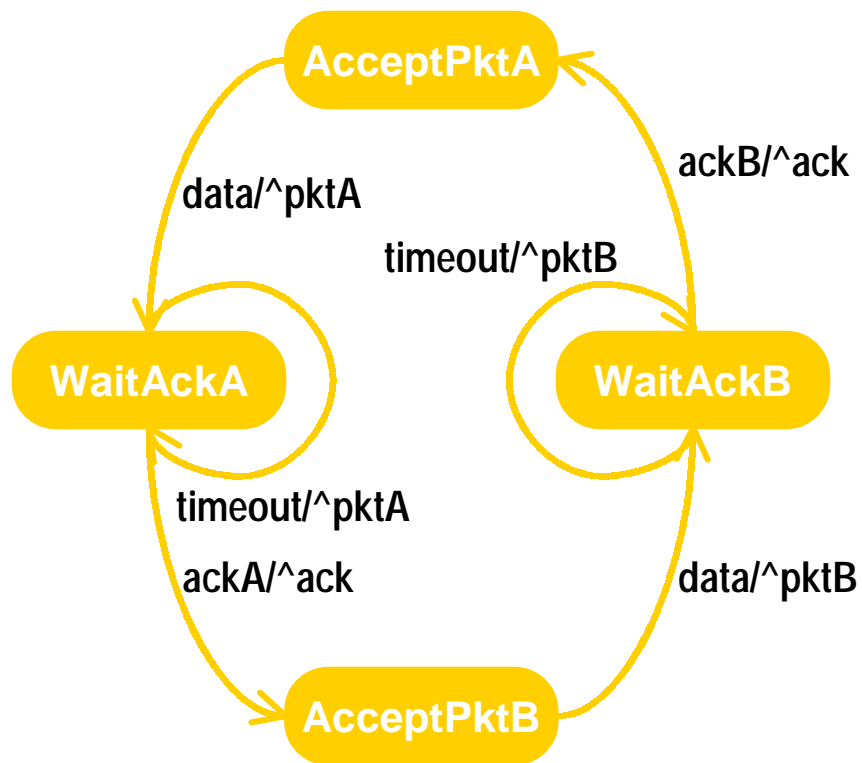 AcceptPktA
ackB/^ack
data/^pktA
timeout/^pktB
WaitAckA
WaitAckB
timeout/^pktA
ackA/^ack
data/^pktB
AcceptPktB